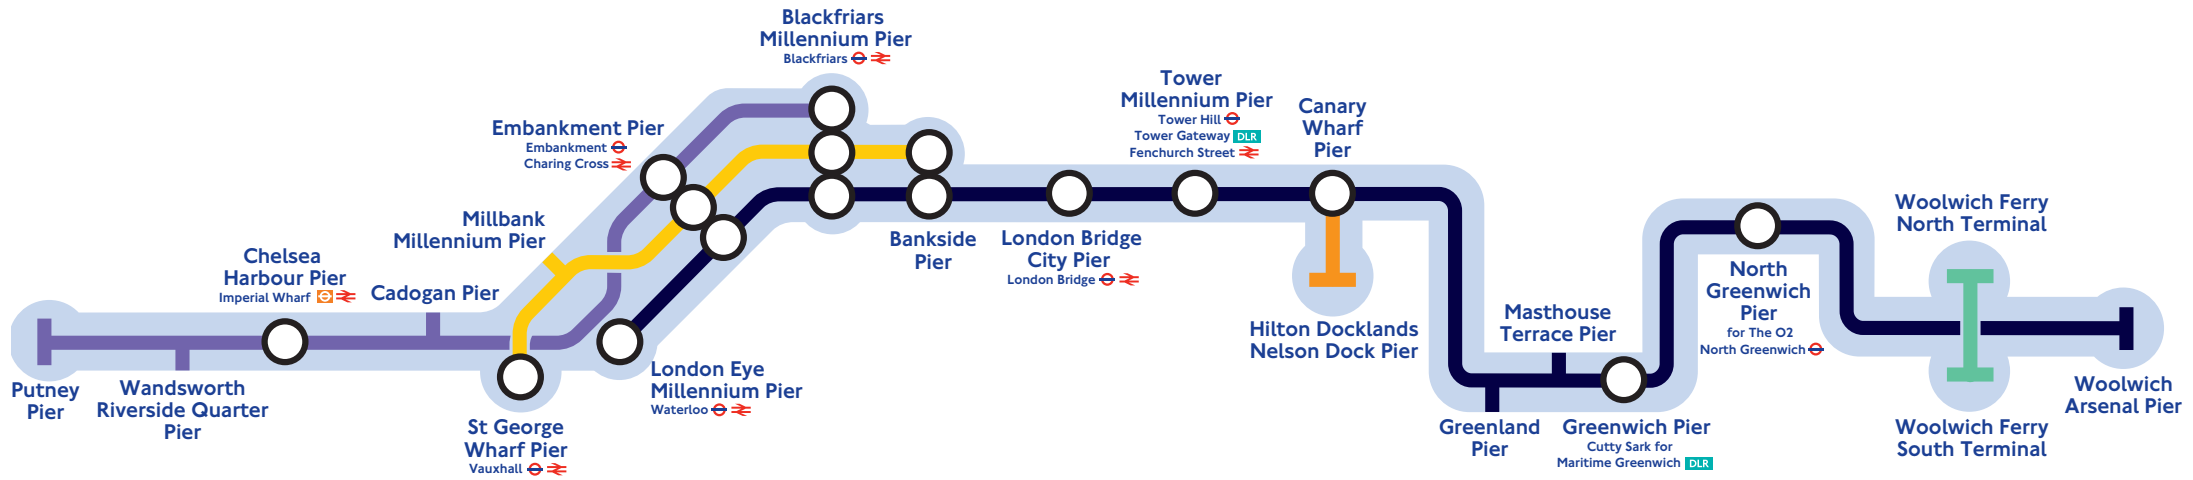 Putney
Pier
Wandsworth
Riverside Quarter
Pier
Chelsea
Harbour Pier
Imperial Wharf
Cadogan Pier
Millbank
Millennium Pier
St George
Wharf Pier
Vauxhall
Embankment Pier
Embankment
Charing Cross
London Eye
Millennium Pier
Waterloo
Blackfriars
Millennium Pier
Blackfriars
Bankside
Pier
London Bridge
City Pier
London Bridge
Tower
Millennium Pier
Tower Hill
Tower Gateway DLR
Fenchurch Street
Canary
Wharf
Pier
Hilton Docklands
Nelson Dock Pier
Greenland
Pier
Masthouse
Terrace Pier
Greenwich Pier
Cutty Sark for
Maritime Greenwich DLR
North
Greenwich
Pier
for The O2
North Greenwich
Woolwich Ferry
North Terminal
Woolwich Ferry
South Terminal
Woolwich
Arsenal Pier